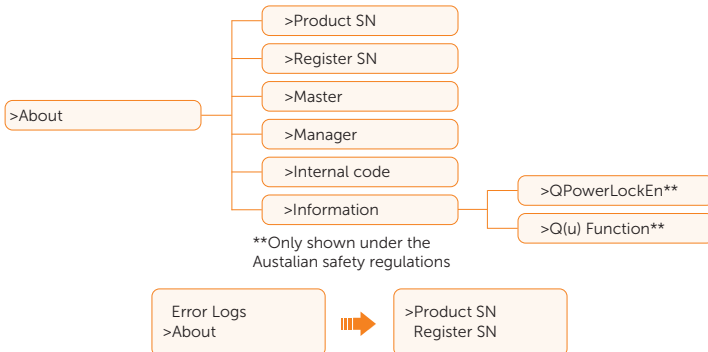 >Product SN
>Register SN
>Master
>About
>Manager
>Internal code
>QPowerLockEn**
>Information
>Q(u) Function**
**Only shown under the
Austalian safety regulations
Error Logs
>About
>Product SN
Register SN